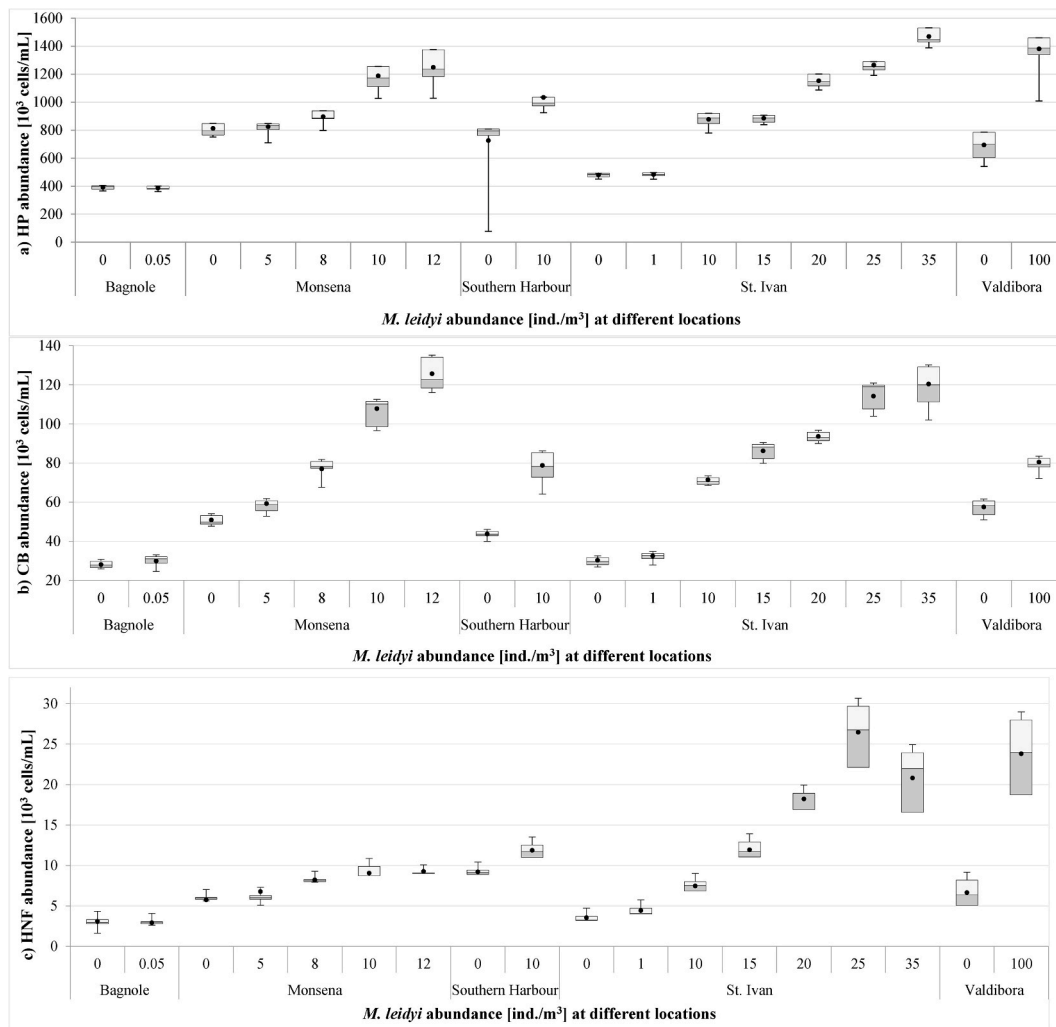 a) HP abundance [10³ cells/mL]
1600
1400
1200
1000
800
600
400
200
0
0 0.05 0 5 8 10 12 0 10 0 1 10 15 20 25 35 0 100
Bagnole Monsena Southern Harbour St. Ivan Valdibora
M. leidyi abundance [ind./m³] at different locations
b) CB abundance [10³ cells/mL]
140
120
100
80
60
40
20
0 0.05 0 5 8 10 12 0 10 0 1 10 15 20 25 35 0 100
Bagnole Monsena Southern Harbour St. Ivan Valdibora
M. leidyi abundance [ind./m³] at different locations
c) HNF abundance [10³ cells/mL]
30
25
20
15
10
5
0
0 0.05 0 5 8 10 12 0 10 0 1 10 15 20 25 35 0 100
Bagnole Monsena Southern Harbour St. Ivan Valdibora
M. leidyi abundance [ind./m³] at different locations